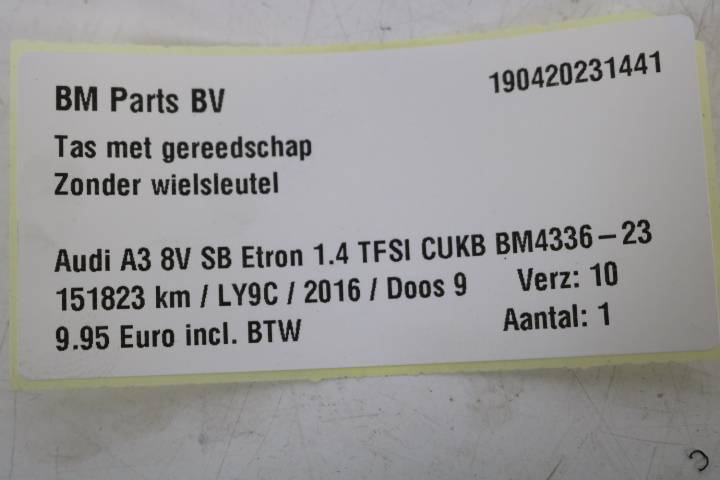 BM Parts BV 190420231441
Tas met gereedschap
Zonder wielsleutel
Audi A3 8V SB Etron 1.4 TFSI CUKB BM4336-23
151823 km / LY9C / 2016 / Doos 9 Verz: 10
9.95 Euro incl. BTW Aantal: 1